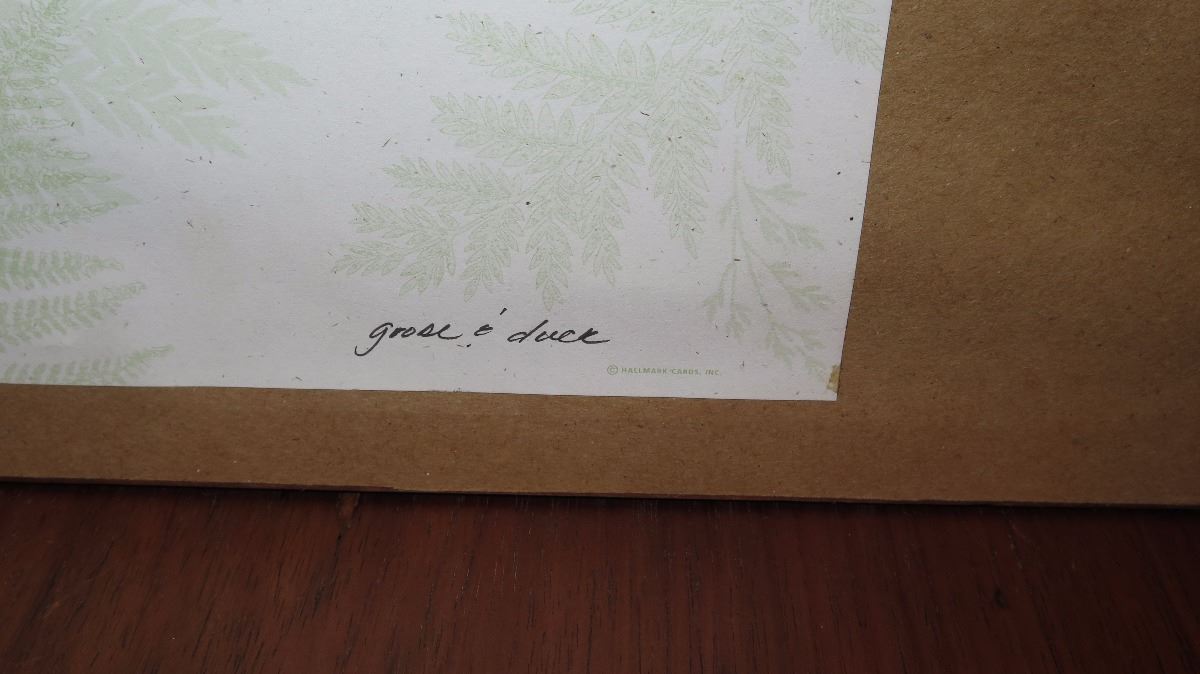 goose & duck
© HALLMARK CARDS, INC.